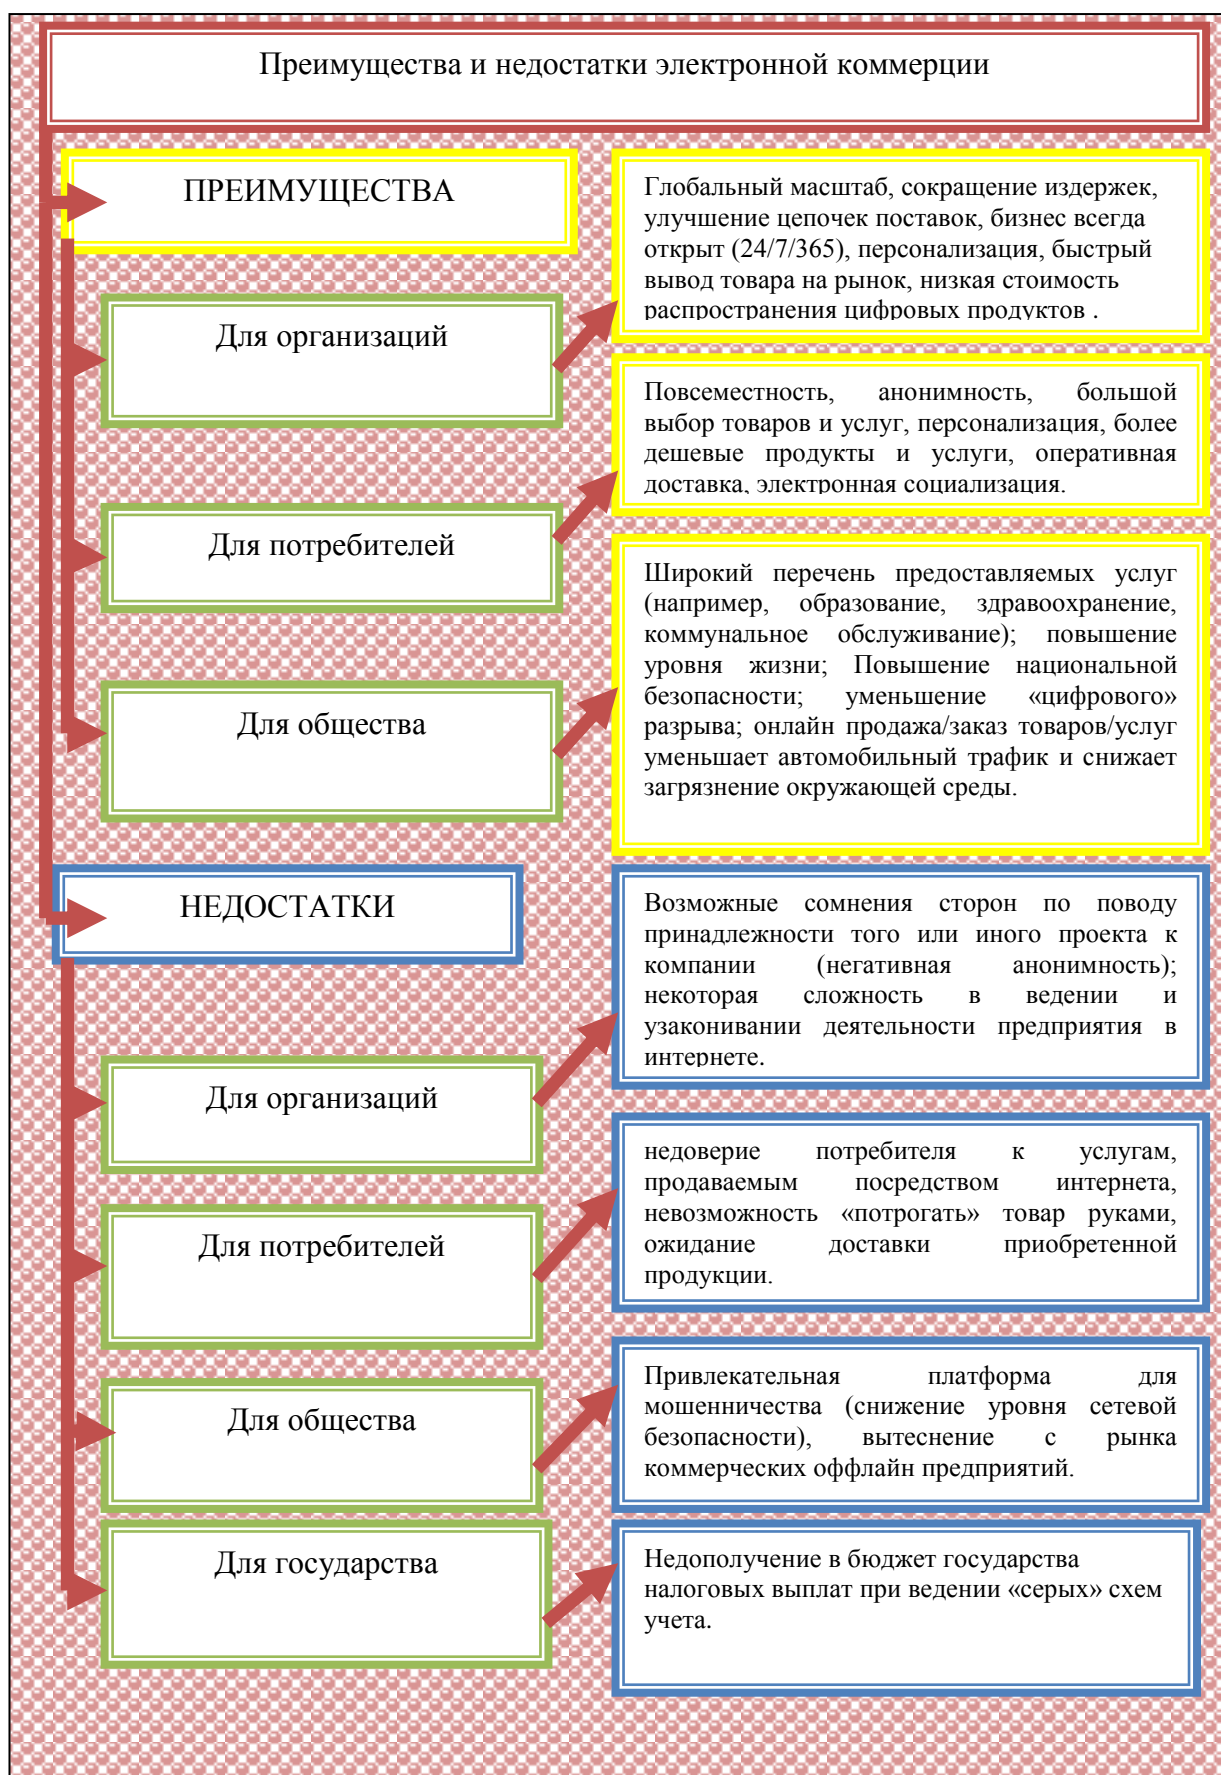 Преимущества и недостатки электронной коммерции
ПРЕИМУЩЕСТВА
Для организаций
Глобальный масштаб, сокращение издержек,
улучшение цепочек поставок, бизнес всегда
открыт (24/7/365), персонализация, быстрый
вывод товара на рынок, низкая стоимость
распространения цифровых продуктов .
Для потребителей
Повсеместность, анонимность, большой
выбор товаров и услуг, персонализация, более
дешевые продукты и услуги, оперативная
доставка, электронная социализация.
Для общества
Широкий перечень предоставляемых услуг
(например, образование, здравоохранение,
коммунальное обслуживание); повышение
уровня жизни; Повышение национальной
безопасности; уменьшение «цифрового»
разрыва; онлайн продажа/заказ товаров/услуг
уменьшает автомобильный трафик и снижает
загрязнение окружающей среды.
НЕДОСТАТКИ
Для организаций
Возможные сомнения сторон по поводу
принадлежности того или иного проекта к
компании (негативная анонимность);
некоторая сложность в ведении и
узаконивании деятельности предприятия в
интернете.
Для потребителей
недоверие потребителя к услугам,
продаваемым посредством интернета,
невозможность «потрогать» товар руками,
ожидание доставки приобретенной
продукции.
Для общества
Привлекательная платформа для
мошенничества (снижение уровня сетевой
безопасности), вытеснение с рынка
коммерческих оффлайн предприятий.
Для государства
Недополучение в бюджет государства
налоговых выплат при ведении «серых» схем
учета.